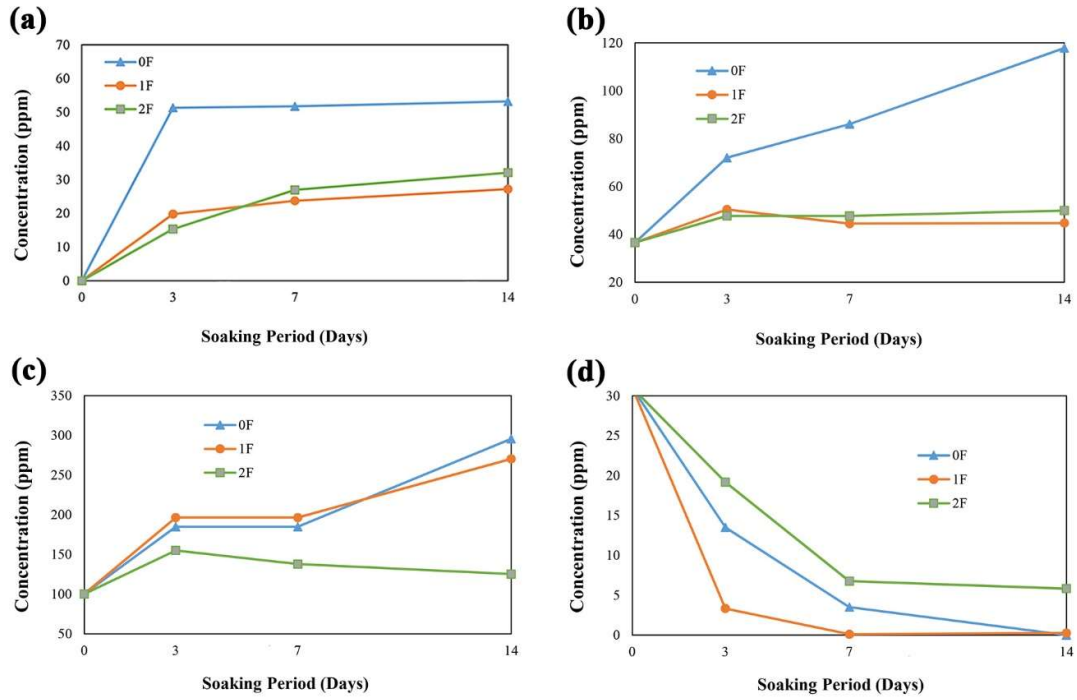 (a)
70
60
50
40
30
20
10
0
0F
1F
2F
Concentration (ppm)
0 3 7 14
Soaking Period (Days)
(b)
120
100
80
60
40
20
0F
1F
2F
Concentration (ppm)
0 3 7 14
Soaking Period (Days)
(c)
350
300
250
200
150
100
50
0F
1F
2F
Concentration (ppm)
0 3 7 14
Soaking Period (Days)
(d)
30
25
20
15
10
5
0
0F
1F
2F
Concentration (ppm)
0 3 7 14
Soaking Period (Days)